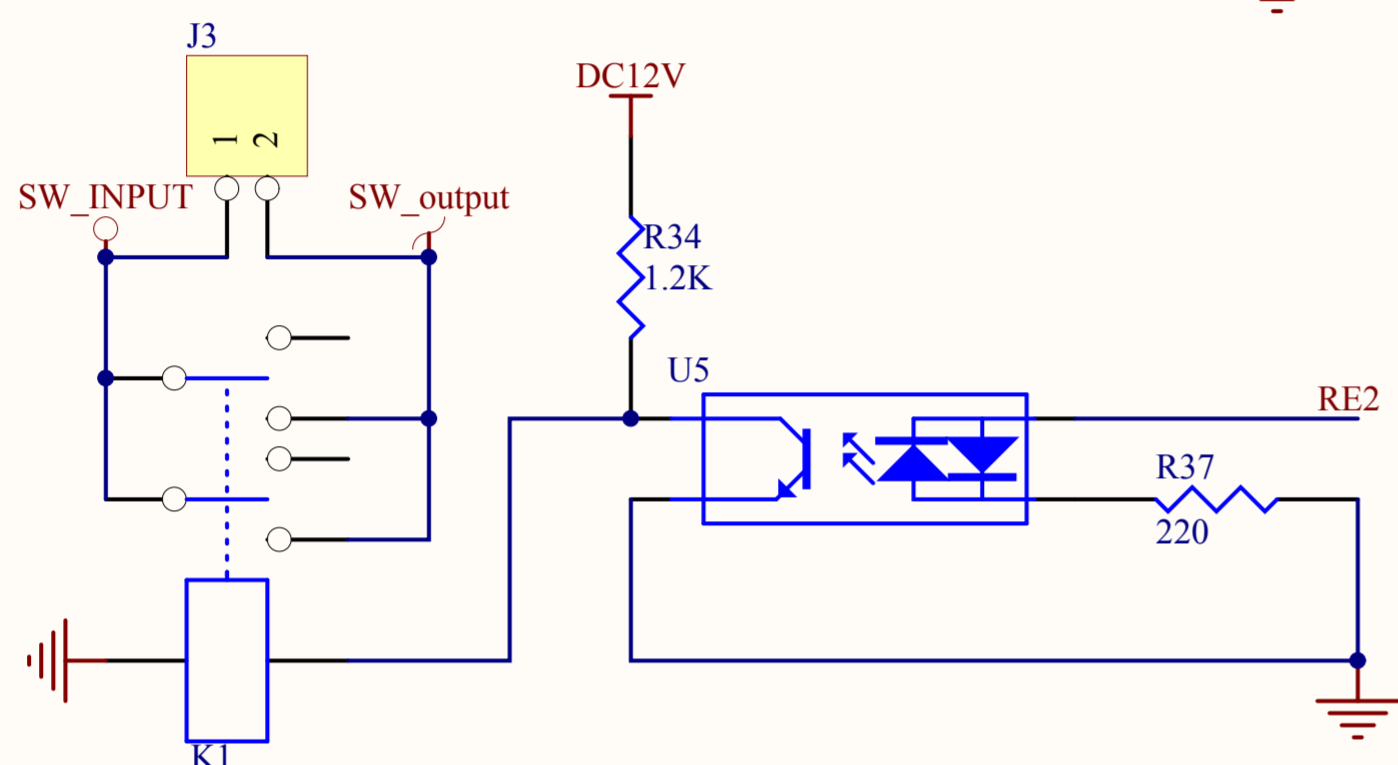 J3
DC12V
1
2
SW_INPUT
SW_output
R34
1.2K
U5
RE2
R37
220
K1